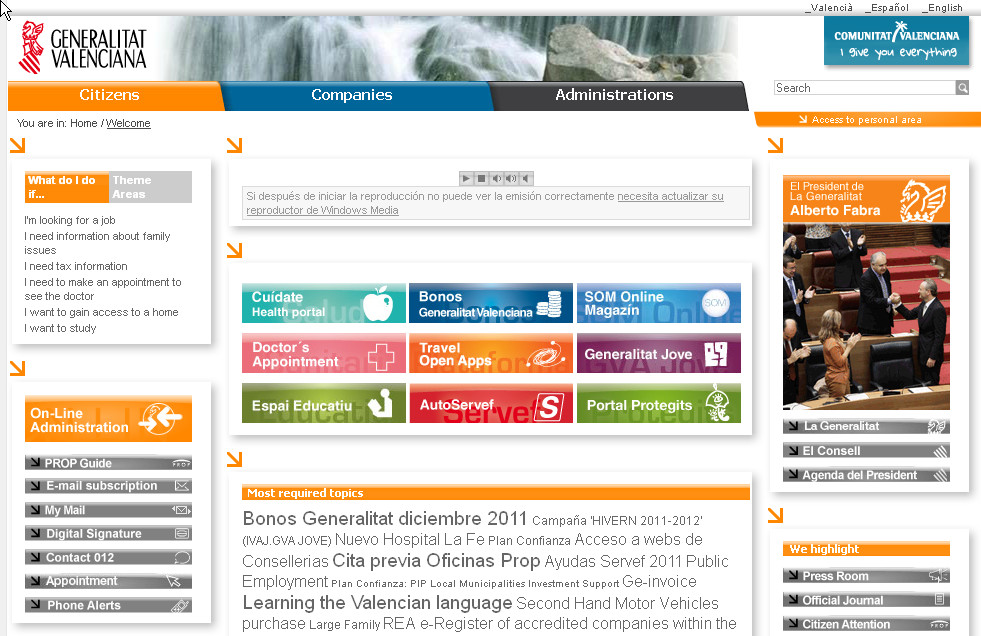 _Valencià _Español _English
GENERALITAT
VALENCIANA
COMUNITAT VALENCIANA
I give you everything
Citizens Companies Administrations
Search
You are in: Home / Welcome
Access to personal area
What do I do if...
Theme Areas
I'm looking for a job
I need information about family
issues
I need tax information
I need to make an appointment to
see the doctor
I want to gain access to a home
I want to study
On-Line
Administration
PROP Guide
E-mail subscription
My Mail
Digital Signature
Contact 012
Appointment
Phone Alerts
Si después de iniciar la reproducción no puede ver la emisión correctamente necesita actualizar su
reproductor de Windows Media
Cuídate
Health portal
Bonos
Generalitat Valenciana
SOM Online
Magazín
SOM
Doctor´s
Appointment
Travel
Open Apps
Generalitat Jove
Espai Educatiu
AutoServef
Portal Protegits
Most required topics
Bonos Generalitat diciembre 2011 Campaña 'HIVERN 2011-2012'
(IVAJ.GVA JOVE) Nuevo Hospital La Fe Plan Confianza Acceso a webs de
Consellerias Cita previa Oficinas Prop Ayudas Servef 2011 Public
Employment Plan Confianza: PIP Local Municipalities Investment Support Ge-invoice
Learning the Valencian language Second Hand Motor Vehicles
purchase Large Family REA e-Register of accredited companies within the
El President de
La Generalitat
Alberto Fabra
La Generalitat
El Consell
Agenda del President
We highlight
Press Room
Official Journal
Citizen Attention